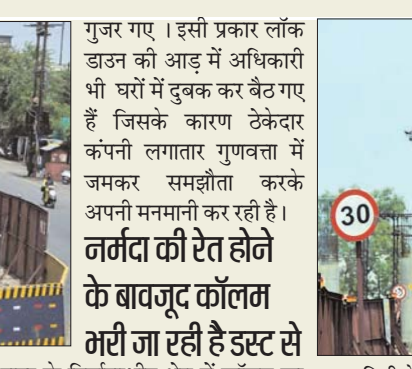 गुजर गए । इसी प्रकार लॉक
डाउन की आड़ में अधिकारी
भी घरों में दुबक कर बैठ गए
हैं जिसके कारण ठेकेदार
कंपनी लगातार गुणवत्ता में
जमकर समझौता करके
अपनी मनमानी कर रही है।
नर्मदा की रेत होने
के बावजूद कॉलम
भरी जा रही है डस्ट से
30